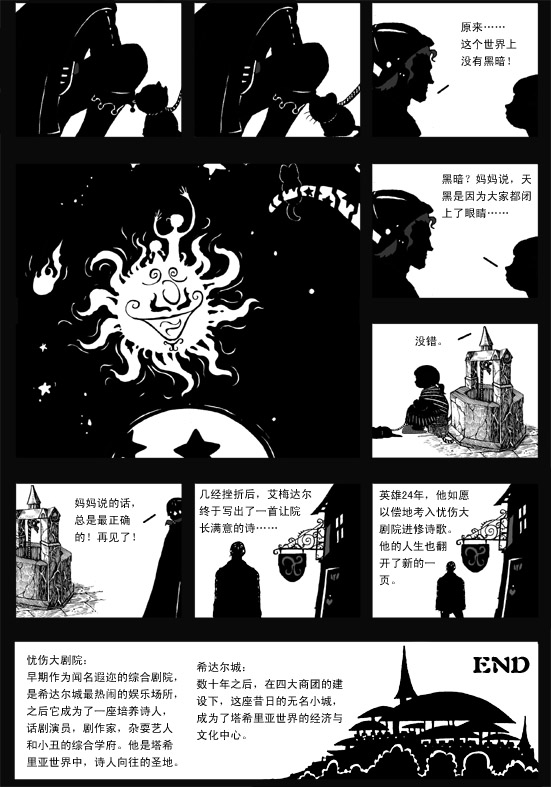 原来……
这个世界上
没有黑暗！
黑暗？妈妈说，天
黑是因为大家都闭
上了眼睛……
没错。
妈妈说的话，
总是最正确
的！再见了！
几经挫折后，艾梅达尔
终于写出了一首让院
长满意的诗……
英雄24年，他如愿
以偿地考入忧伤大
剧院进修诗歌。
他的人生也翻
开了新的一
页。
忧伤大剧院：
早期作为闻名遐迩的综合剧院，
是希达尔城最热闹的娱乐场所，
之后它成为了一座培养诗人，
话剧演员，剧作家，杂耍艺人
和小丑的综合学府。他是塔希
里亚世界中，诗人向往的圣地。
希达尔城：
数十年之后，在四大商团的建
设下，这座昔日的无名小城，
成为了塔希里亚世界的经济与
文化中心。
END